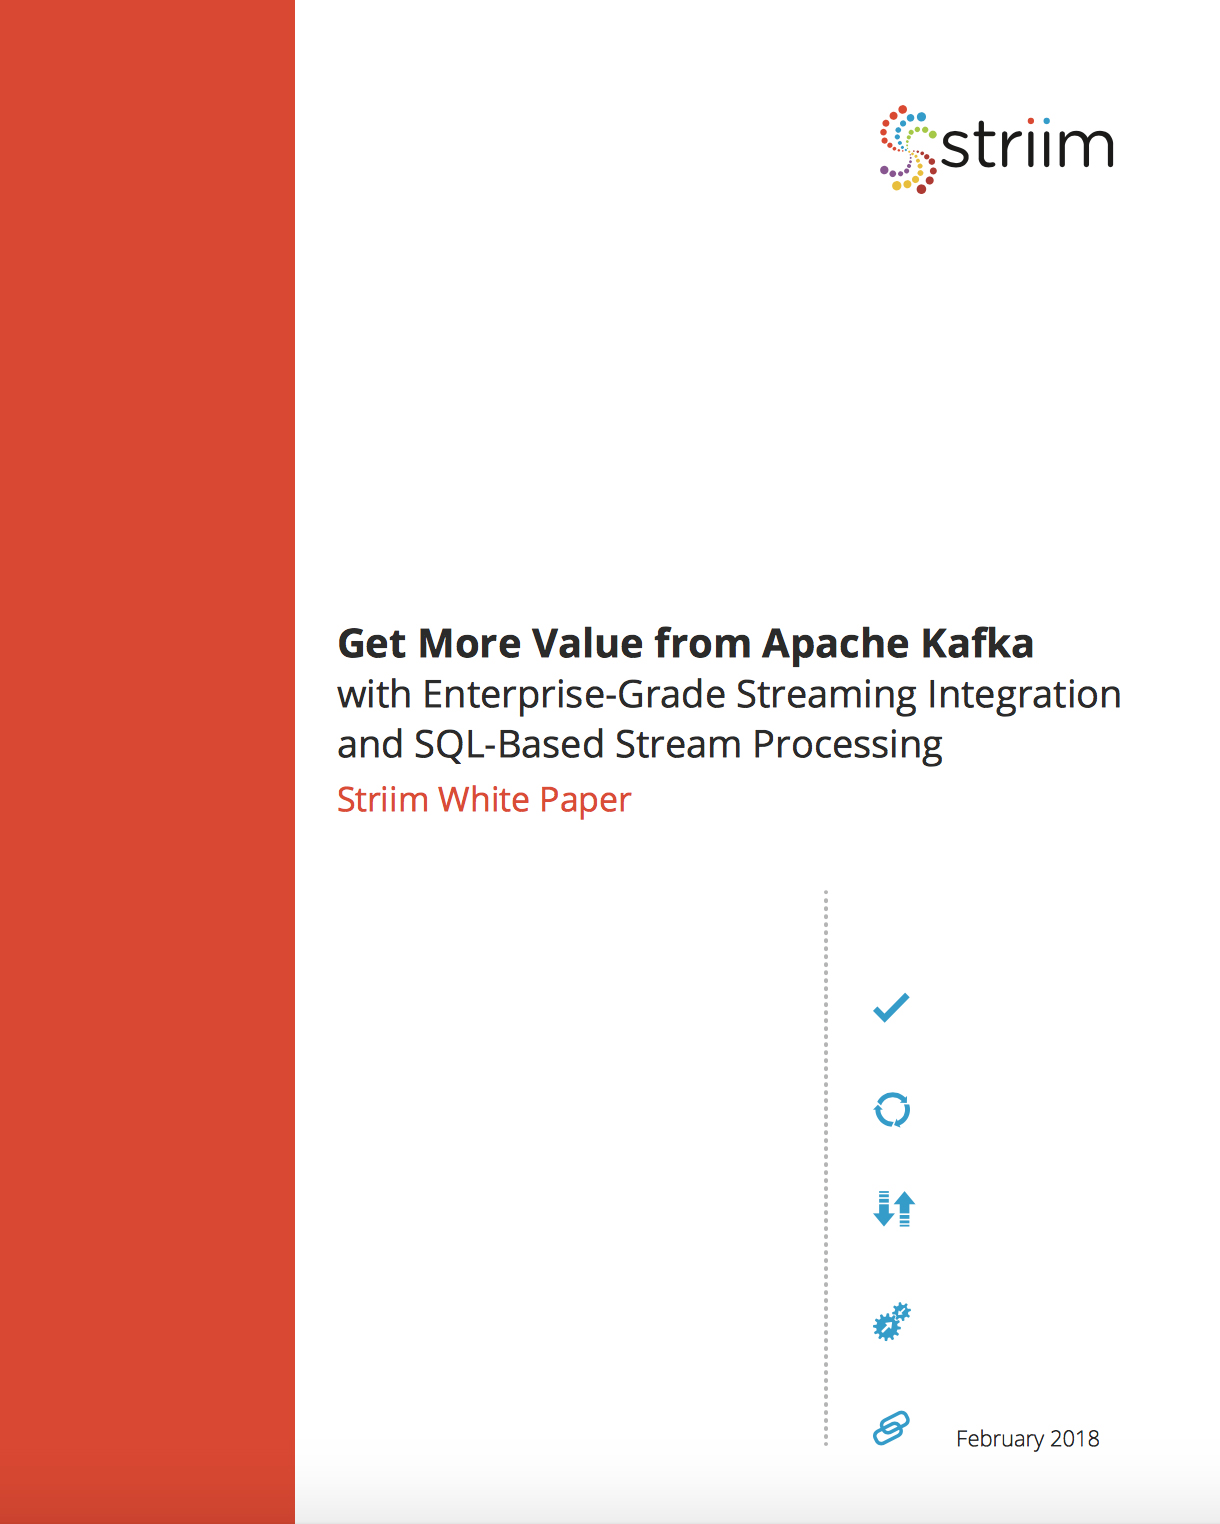 striim
Get More Value from Apache Kafka
with Enterprise-Grade Streaming Integration
and SQL-Based Stream Processing
Striim White Paper
February 2018